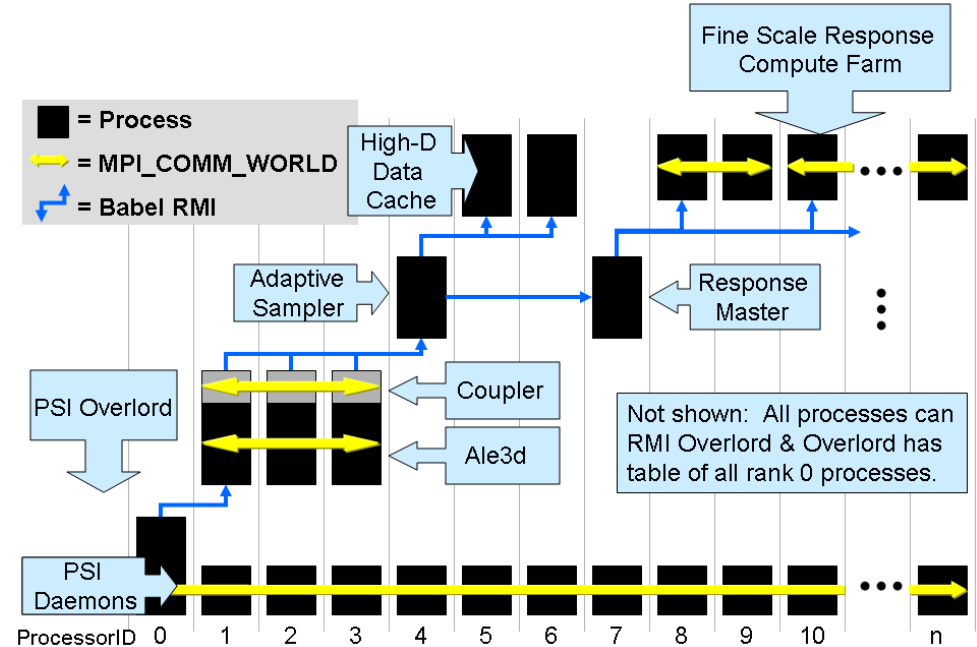 Fine Scale Response
Compute Farm
= Process
= MPI_COMM_WORLD
= Babel RMI
High-D
Data
Cache
Adaptive
Sampler
Response
Master
PSI Overlord
Coupler
Ale3d
Not shown: All processes can
RMI Overlord & Overlord has
table of all rank 0 processes.
PSI
Daemons
ProcessorID 0 1 2 3 4 5 6 7 8 9 10 n